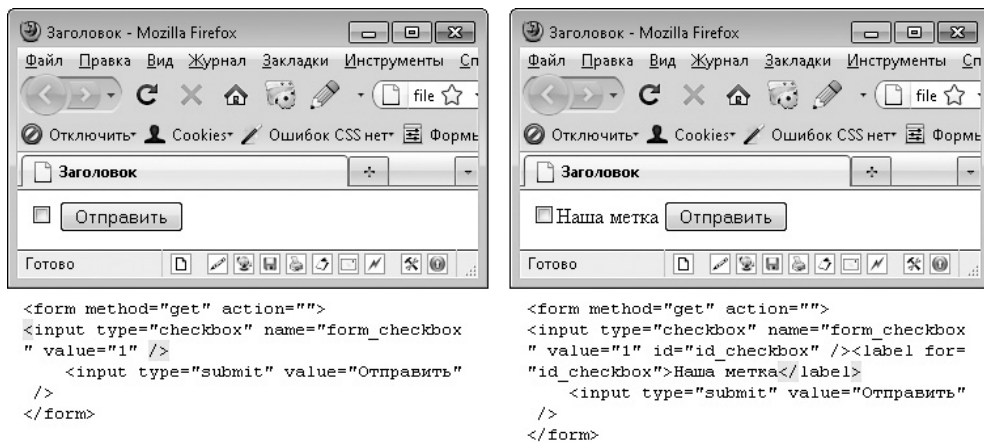 Заголовок - Mozilla Firefox
Файл Правка Вид Журнал Закладки Инструменты Сп
file
Отключить Cookies Ошибок CSS нет Формы
Заголовок
Отправить
Готово
<form method="get" action="">
<input type="checkbox" name="form_checkbox
" value="1" />
<input type="submit" value="Отправить"
/>
</form>
Заголовок - Mozilla Firefox
Файл Правка Вид Журнал Закладки Инструменты Сп
file
Отключить Cookies Ошибок CSS нет Формы
Заголовок
Наша метка Отправить
Готово
<form method="get" action="">
<input type="checkbox" name="form_checkbox
" value="1" id="id_checkbox" /><label for=
"id_checkbox">Наша метка</label>
<input type="submit" value="Отправить"
/>
</form>